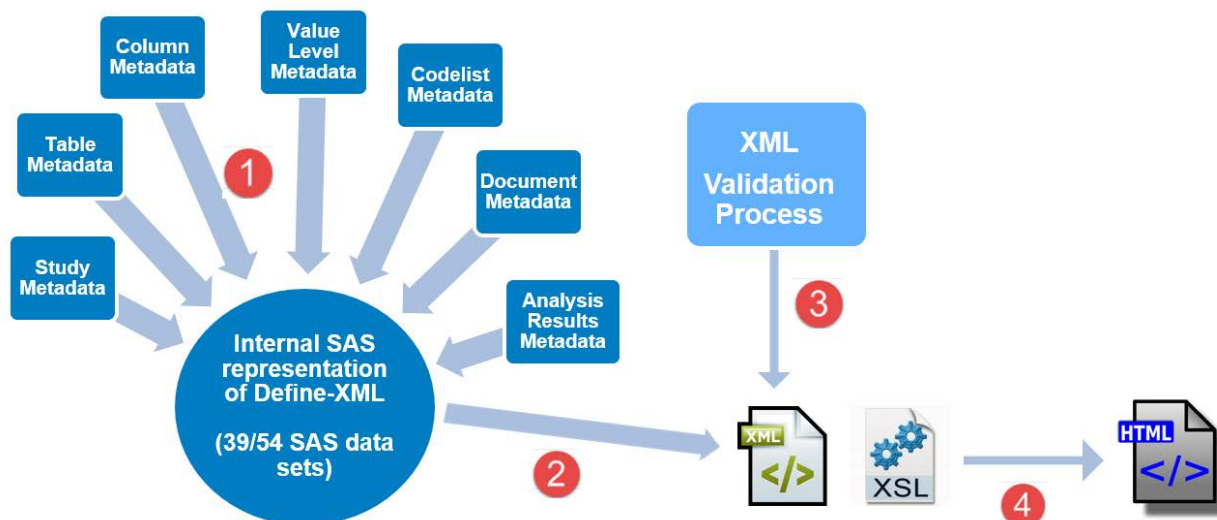 Study
Metadata
Table
Metadata
Column
Metadata
Value
Level
Metadata
Codelist
Metadata
Document
Metadata
Analysis
Results
Metadata
1
Internal SAS
representation
of Define-XML
(39/54 SAS data
sets)
2
XML
Validation
Process
3
XML
</>
XSL
4
HTML
</>